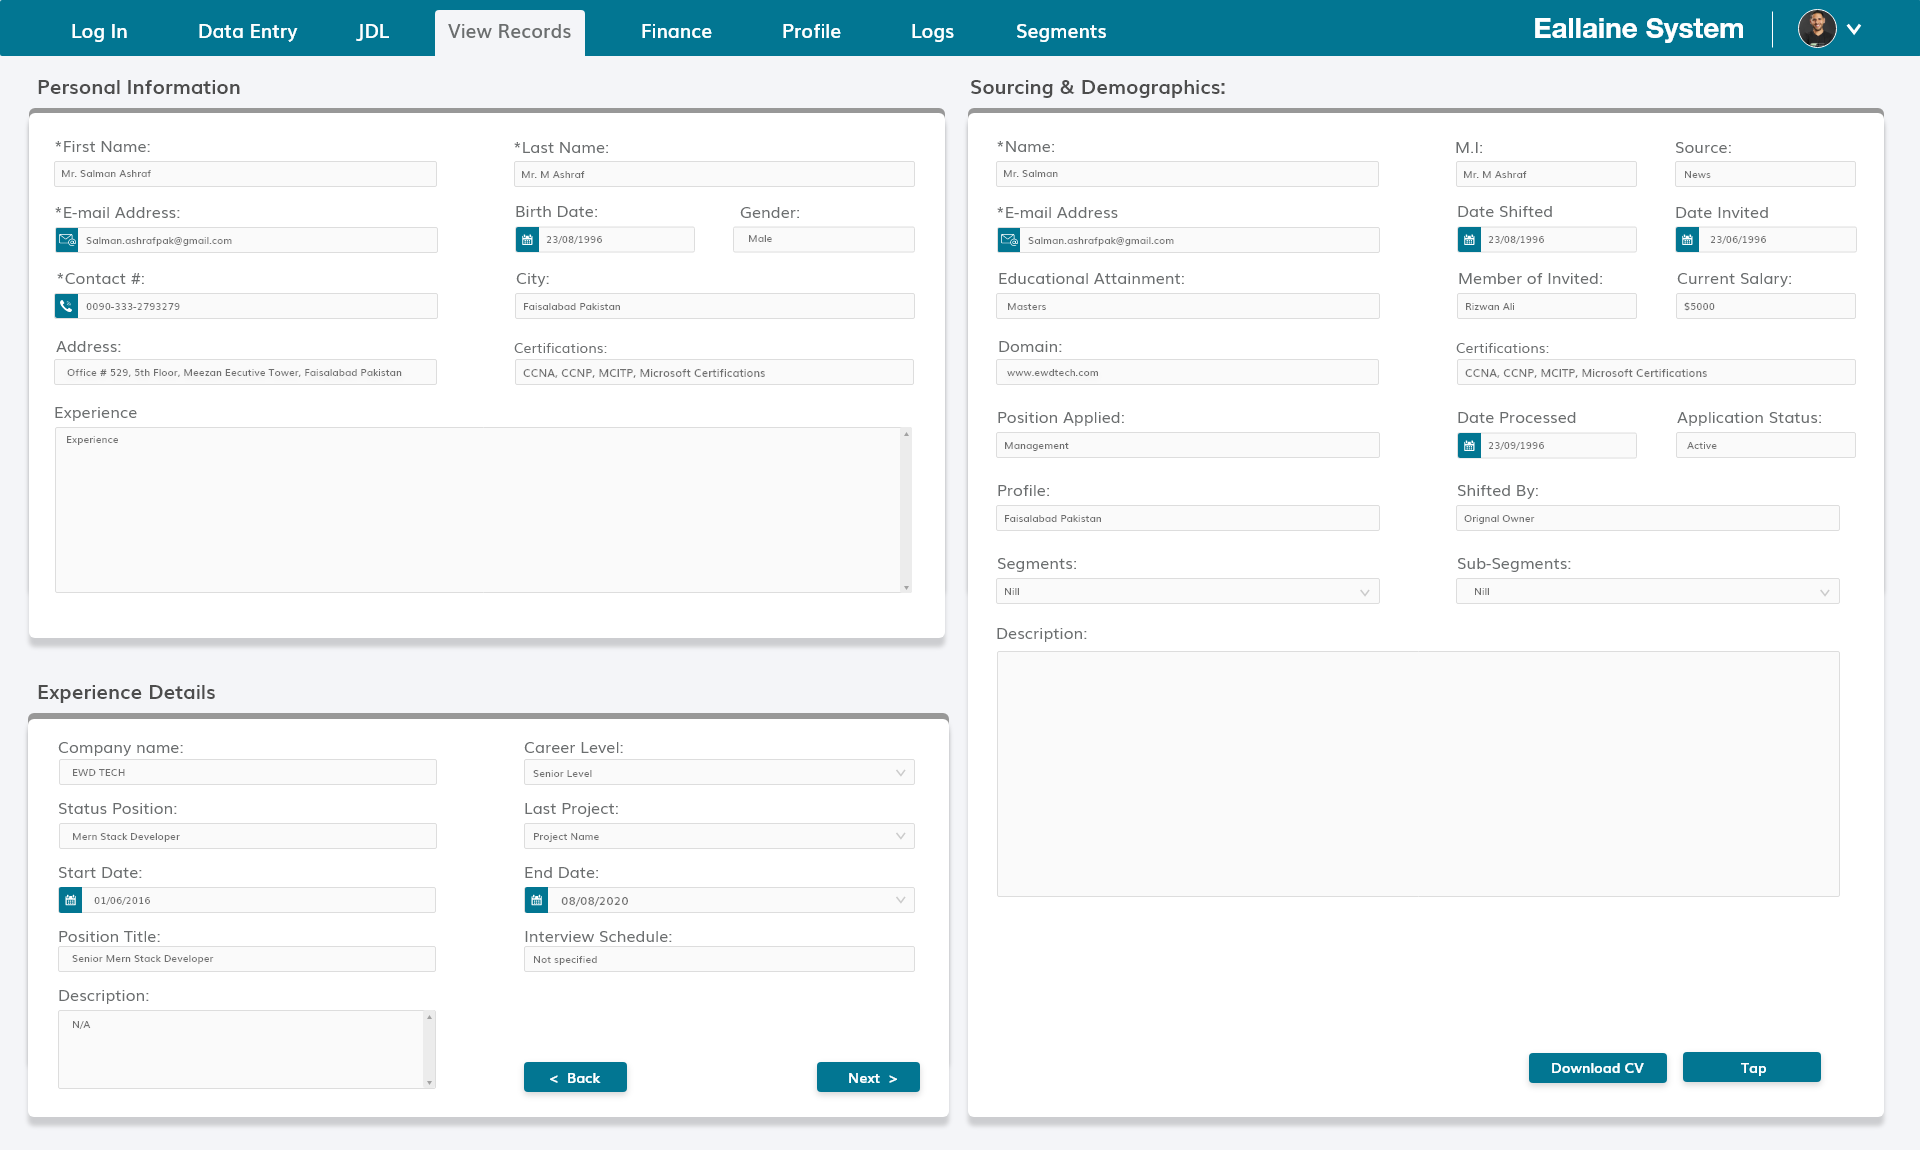 Log In
Data Entry
JDL
View Records
Finance
Profile
Logs
Segments
Eallaine System
Personal Information
*First Name:
*Last Name:
Mr. Salman Ashraf
Mr. M Ashraf
*E-mail Address:
Birth Date:
Gender:
Salman.ashrafpak@gmail.com
23/08/1996
Male
*Contact #:
City:
0090-333-2793279
Faisalabad Pakistan
Address:
Certifications:
Office # 529, 5th Floor, Meezan Eecutive Tower, Faisalabad Pakistan
CCNA, CCNP, MCITP, Microsoft Certifications
Experience
Experience
Experience Details
Company name:
Career Level:
EWD TECH
Senior Level
Status Position:
Last Project:
Mern Stack Developer
Project Name
Start Date:
End Date:
01/06/2016
08/08/2020
Position Title:
Interview Schedule:
Senior Mern Stack Developer
Not specified
Description:
N/A
< Back
Next >
Sourcing & Demographics:
*Name:
M.I:
Source:
Mr. Salman
Mr. M Ashraf
News
*E-mail Address
Date Shifted
Date Invited
Salman.ashrafpak@gmail.com
23/08/1996
23/06/1996
Educational Attainment:
Member of Invited:
Current Salary:
Masters
Rizwan Ali
$5000
Domain:
Certifications:
www.ewdtech.com
CCNA, CCNP, MCITP, Microsoft Certifications
Position Applied:
Date Processed
Application Status:
Management
23/09/1996
Active
Profile:
Shifted By:
Faisalabad Pakistan
Orignal Owner
Segments:
Sub-Segments:
Nill
Nill
Description:
Download CV
Tap